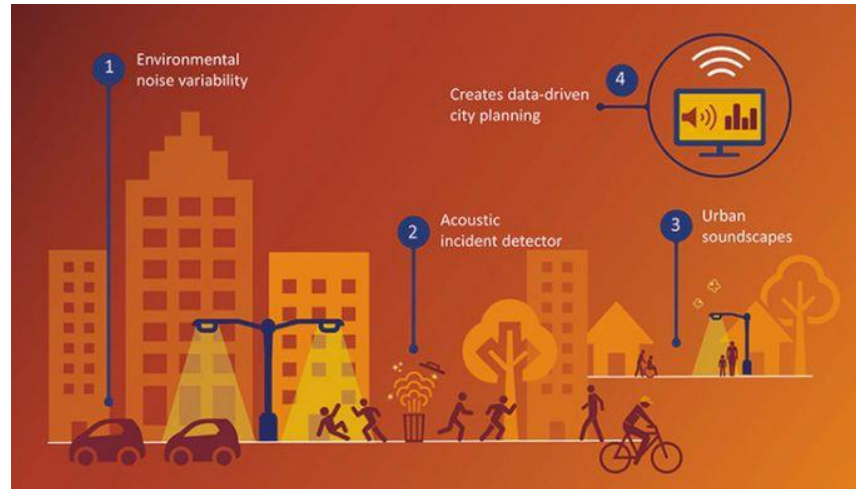 1
Environmental
noise variability
4
Creates data-driven
city planning
2
Acoustic
incident detector
3
Urban
soundscapes